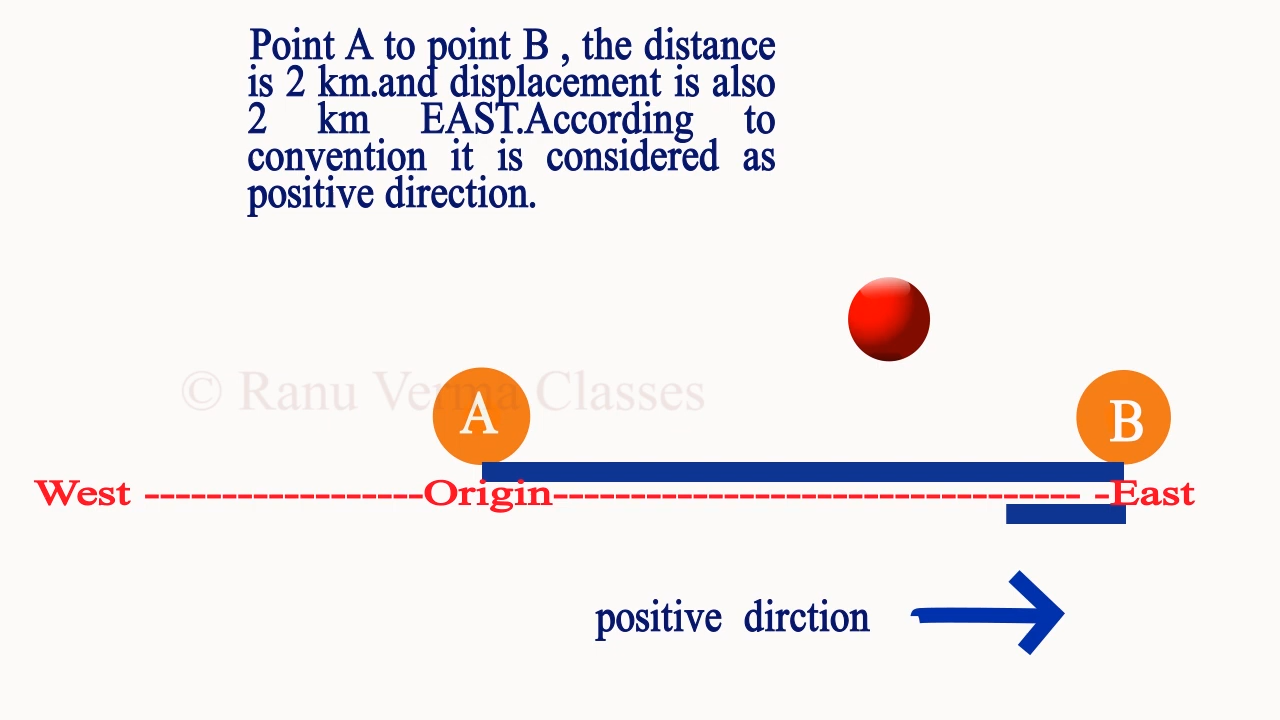 Point A to point B , the distance
is 2 km.and displacement is also
2 km EAST.According to
convention it is considered as
positive direction.
© Ranu Verma Classes
A
B
West ------------------Origin---------------------------------- -East
positive dirction